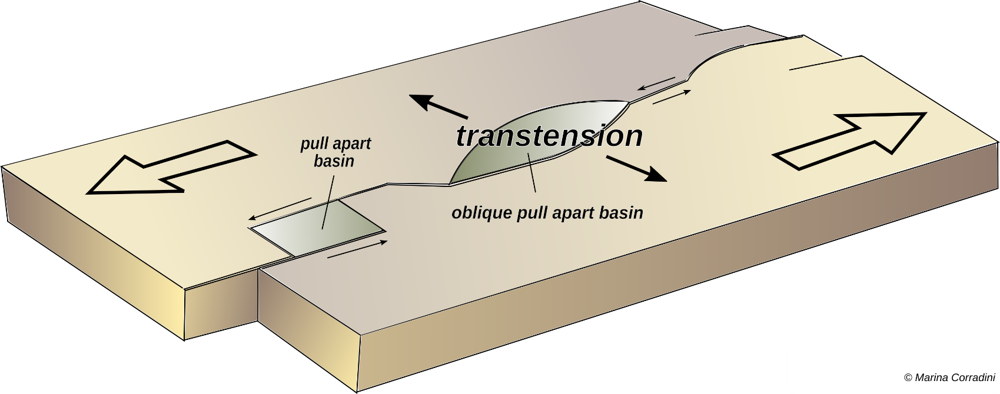 pull apart
basin
transtension
oblique pull apart basin
© Marina Corradini